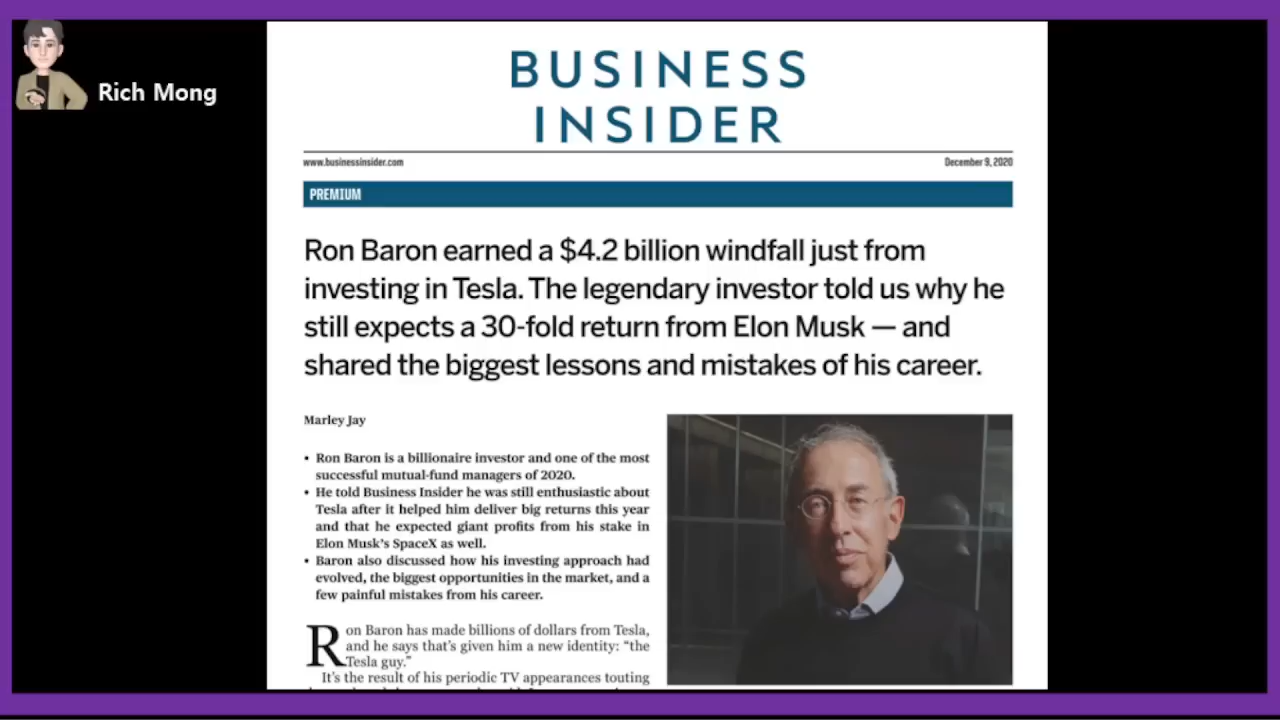 Rich Mong
BUSINESS
INSIDER
www.businessinsider.com
December 9, 2020
PREMIUM
Ron Baron earned a $4.2 billion windfall just from
investing in Tesla. The legendary investor told us why he
still expects a 30-fold return from Elon Musk — and
shared the biggest lessons and mistakes of his career.
Marley Jay
• Ron Baron is a billionaire investor and one of the most
successful mutual-fund managers of 2020.
• He told Business Insider he was still enthusiastic about
Tesla after it helped him deliver big returns this year
and that he expected giant profits from his stake in
Elon Musk's SpaceX as well.
• Baron also discussed how his investing approach had
evolved, the biggest opportunities in the market, and a
few painful mistakes from his career.
Ron Baron has made billions of dollars from Tesla,
and he says that's given him a new identity: “the
Tesla guy.”
It's the result of his periodic TV appearances touting